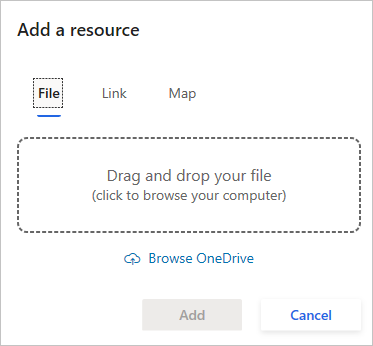 Add a resource
File Link Map
Drag and drop your file
(click to browse your computer)
Browse OneDrive
Add Cancel